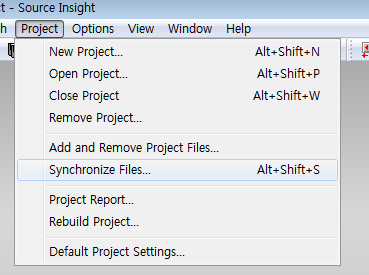 ct - Source Insight
h Project Options View Window Help
New Project... Alt+Shift+N
Open Project... Alt+Shift+P
Close Project Alt+Shift+W
Remove Project...
Add and Remove Project Files...
Synchronize Files... Alt+Shift+S
Project Report...
Rebuild Project...
Default Project Settings...